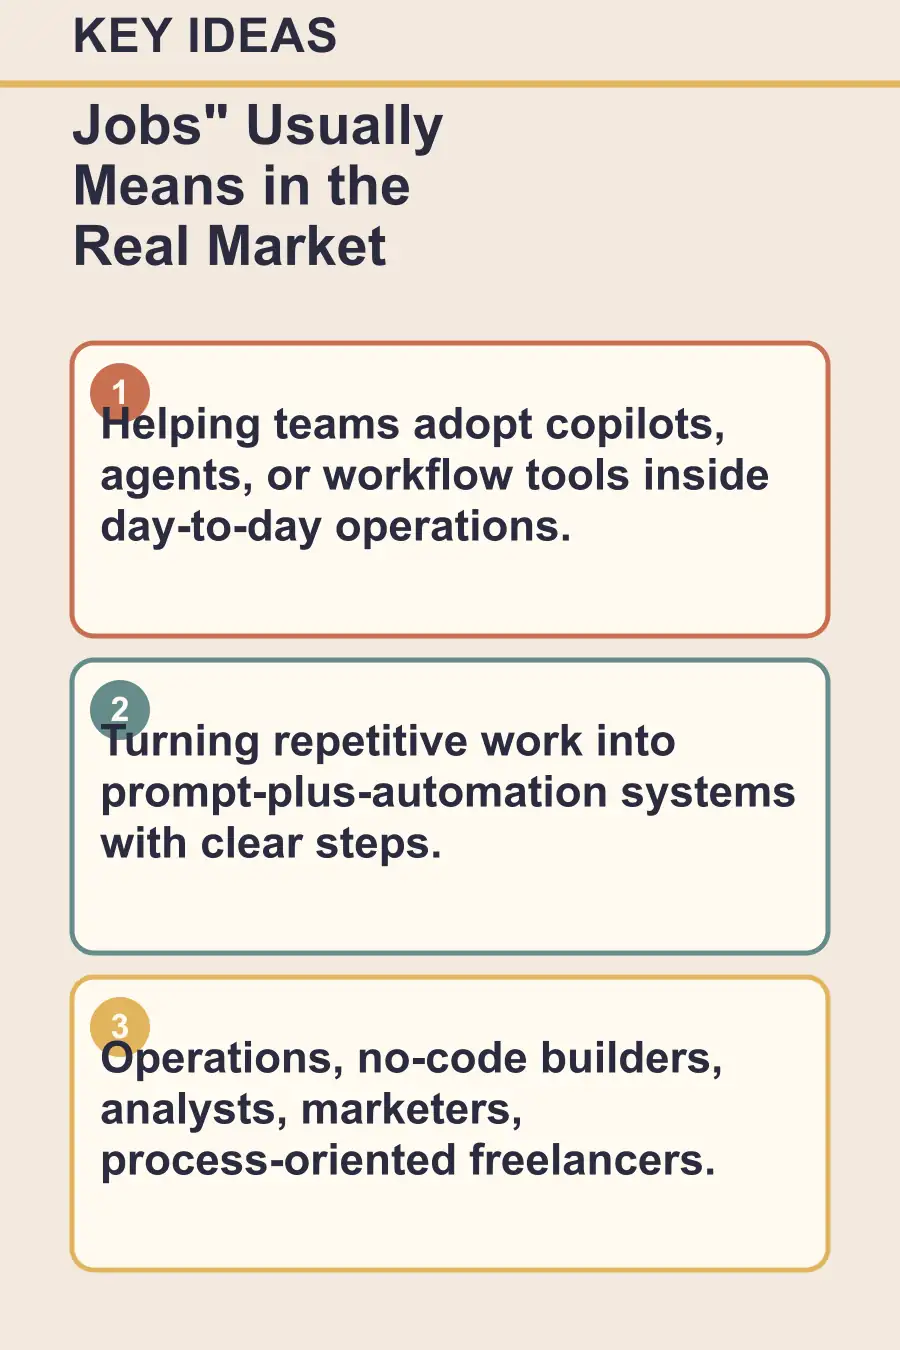 KEY IDEAS
Jobs" Usually
Means in the
Real Market
1
Helping teams adopt copilots,
agents, or workflow tools inside
day-to-day operations.
2
Turning repetitive work into
prompt-plus-automation systems
with clear steps.
3
Operations, no-code builders,
analysts, marketers,
process-oriented freelancers.